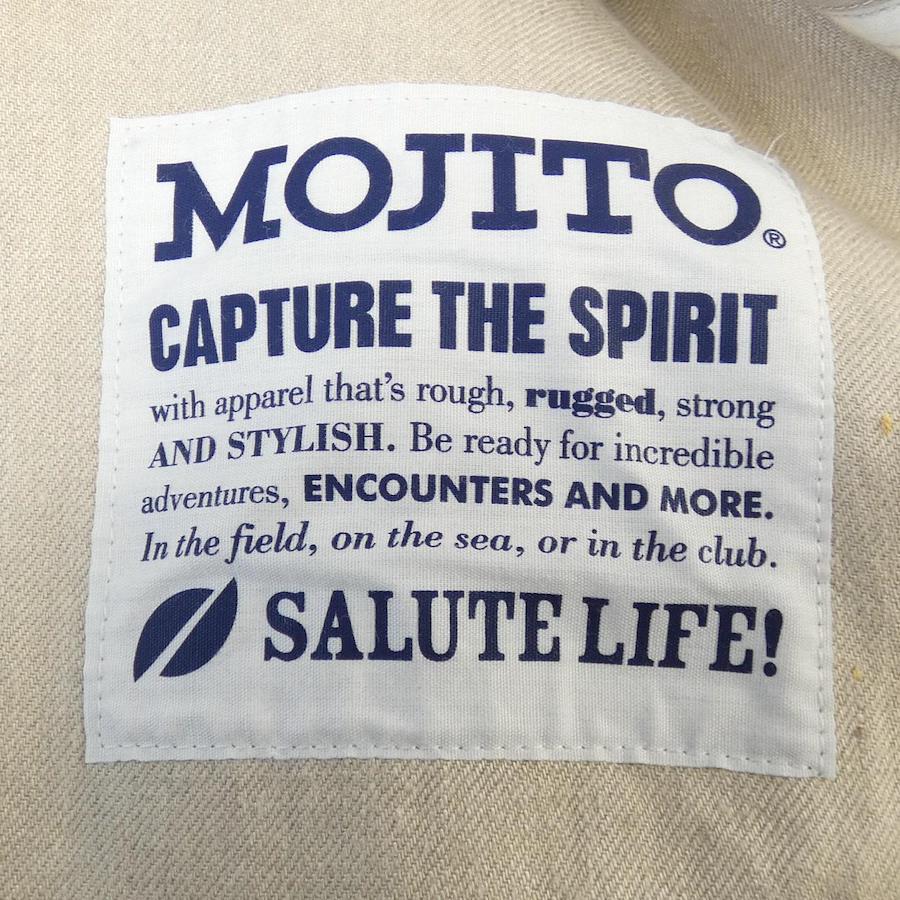 MOJITO®
CAPTURE THE SPIRIT
with apparel that's rough, rugged, strong
AND STYLISH. Be ready for incredible
adventures, ENCOUNTERS AND MORE.
In the field, on the sea, or in the club.
SALUTE LIFE!